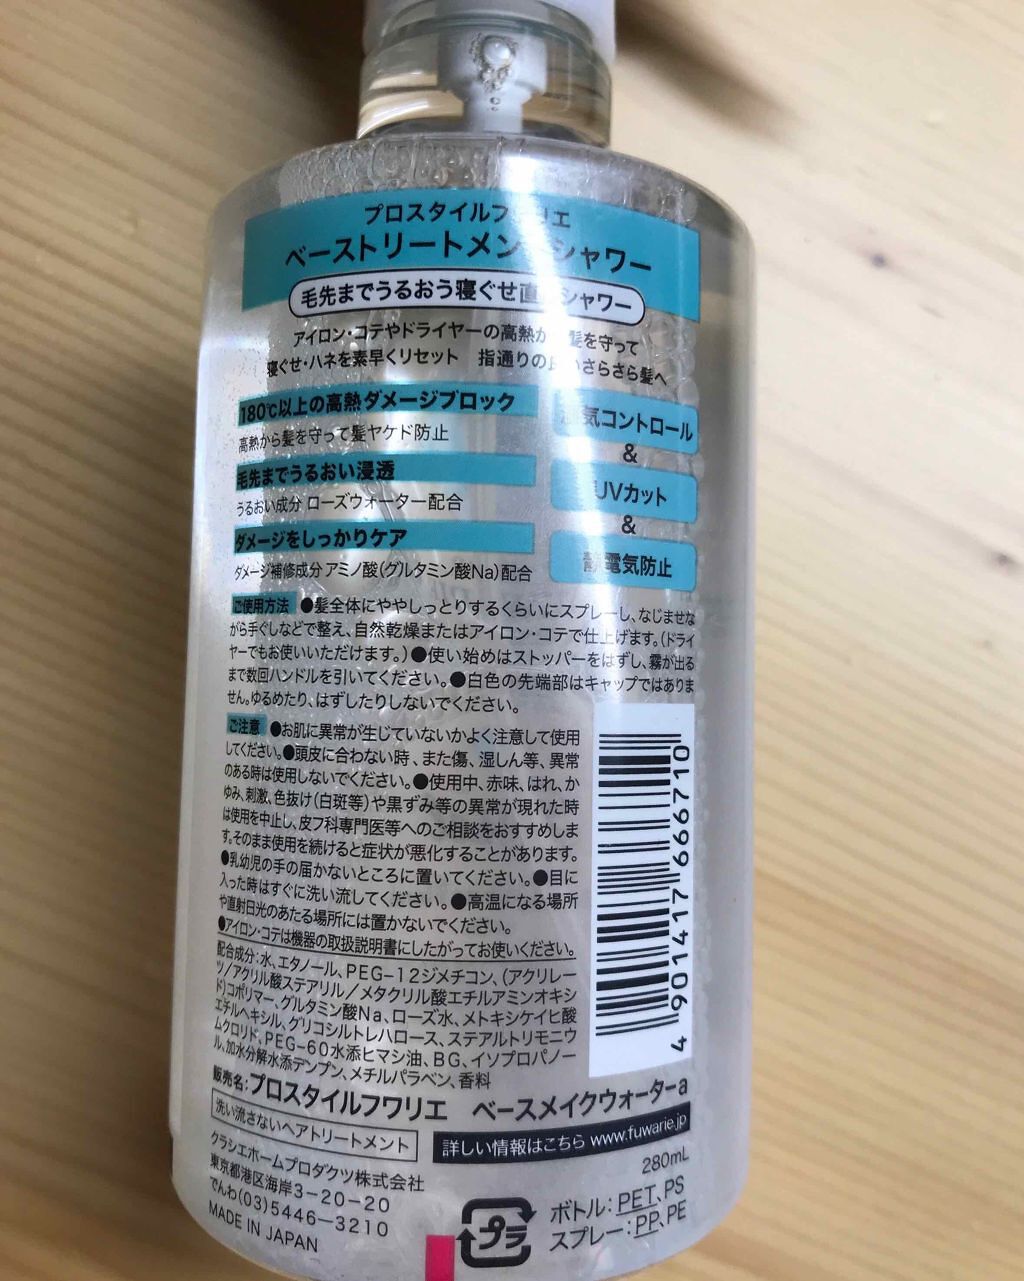 プロスタイルフワリエ
ベーストリートメントシャワー
毛先までうるおう寝ぐせ直しシャワー
アイロン・コテやドライヤーの高熱から髪を守って
寝ぐせ・ハネを素早くリセット 指通りの良いさらさら髪へ
180℃以上の高熱ダメージブロック
高熱から髪を守って髪ヤケド防止
毛先までうるおい浸透
うるおい成分 ローズウォーター配合
ダメージをしっかりケア
ダメージ補修成分 アミノ酸(グルタミン酸Na)配合
気コントロール
&
UVカット
&
静電気防止
ご使用方法 ●髪全体にややしっとりするくらいにスプレーし、なじませな
がら手ぐしなどで整え、自然乾燥またはアイロン・コテで仕上げます。(ドライ
ヤーでもお使いいただけます。)●使い始めはストッパーをはずし、霧が出る
まで数回ハンドルを引いてください。●白色の先端部はキャップではありま
せん。ゆるめたり、はずしたりしないでください。
ご注意 ●お肌に異常が生じていないかよく注意して使用
してください。●頭皮に合わない時、また傷、湿しん等、異常
のある時は使用しないでください。●使用中、赤味、はれ、か
ゆみ、刺激、色抜け(白斑等)や黒ずみ等の異常が現れた時
は使用を中止し、皮フ科専門医等へのご相談をおすすめしま
す。そのまま使用を続けると症状が悪化することがあります。
●乳幼児の手の届かないところに置いてください。●目に
入った時はすぐに洗い流してください。●高温になる場所
や直射日光のあたる場所には置かないでください。
●アイロン・コテは機器の取扱説明書にしたがってお使いください。
配合成分:水、エタノール、PEG-12ジメチコン、(アクリレー
ツ/アクリル酸ステアリル/メタクリル酸エチルアミンオキシ
ド)コポリマー、グルタミン酸Na、ローズ水、メトキシケイヒ酸
エチルヘキシル、グリコシルトレハロース、ステアルトリモニウ
ムクロリド、PEG-60水添ヒマシ油、BG、イソプロパノー
ル、加水分解水添デンプン、メチルパラベン、香料
4 901417 666710
販売名:プロスタイルフワリエ ベースメイクウォーターa
洗い流さないヘアトリートメント
詳しい情報はこちら www.fuwarie.jp
280mL
クラシエホームプロダクツ株式会社
東京都港区海岸3-20-20
でんわ(03)5446-3210
MADE IN JAPAN
プラ
ボトル:PET、PS
スプレー:PP、PE